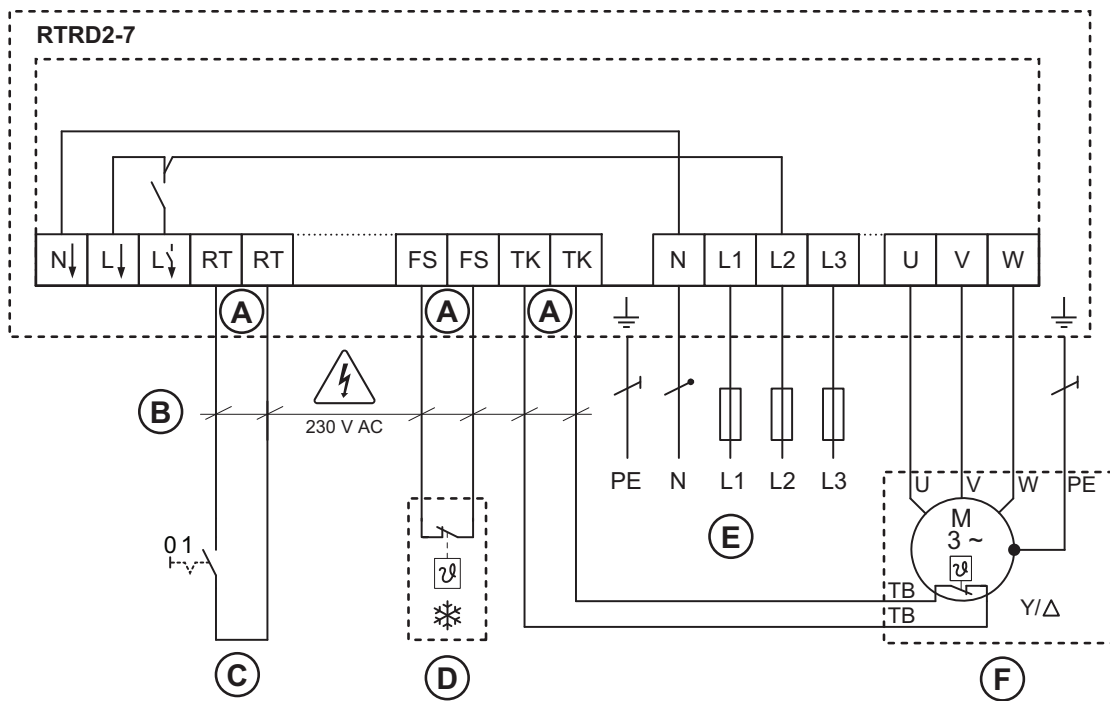 RTRD2-7
N L L RT RT FS FS TK TK N L1 L2 L3 U V W
A A A
B
230 V AC
PE N L1 L2 L3
U V W PE
M
3 ~
E
0 1
ϑ
ϑ
TB
TB
Y/△
C D F